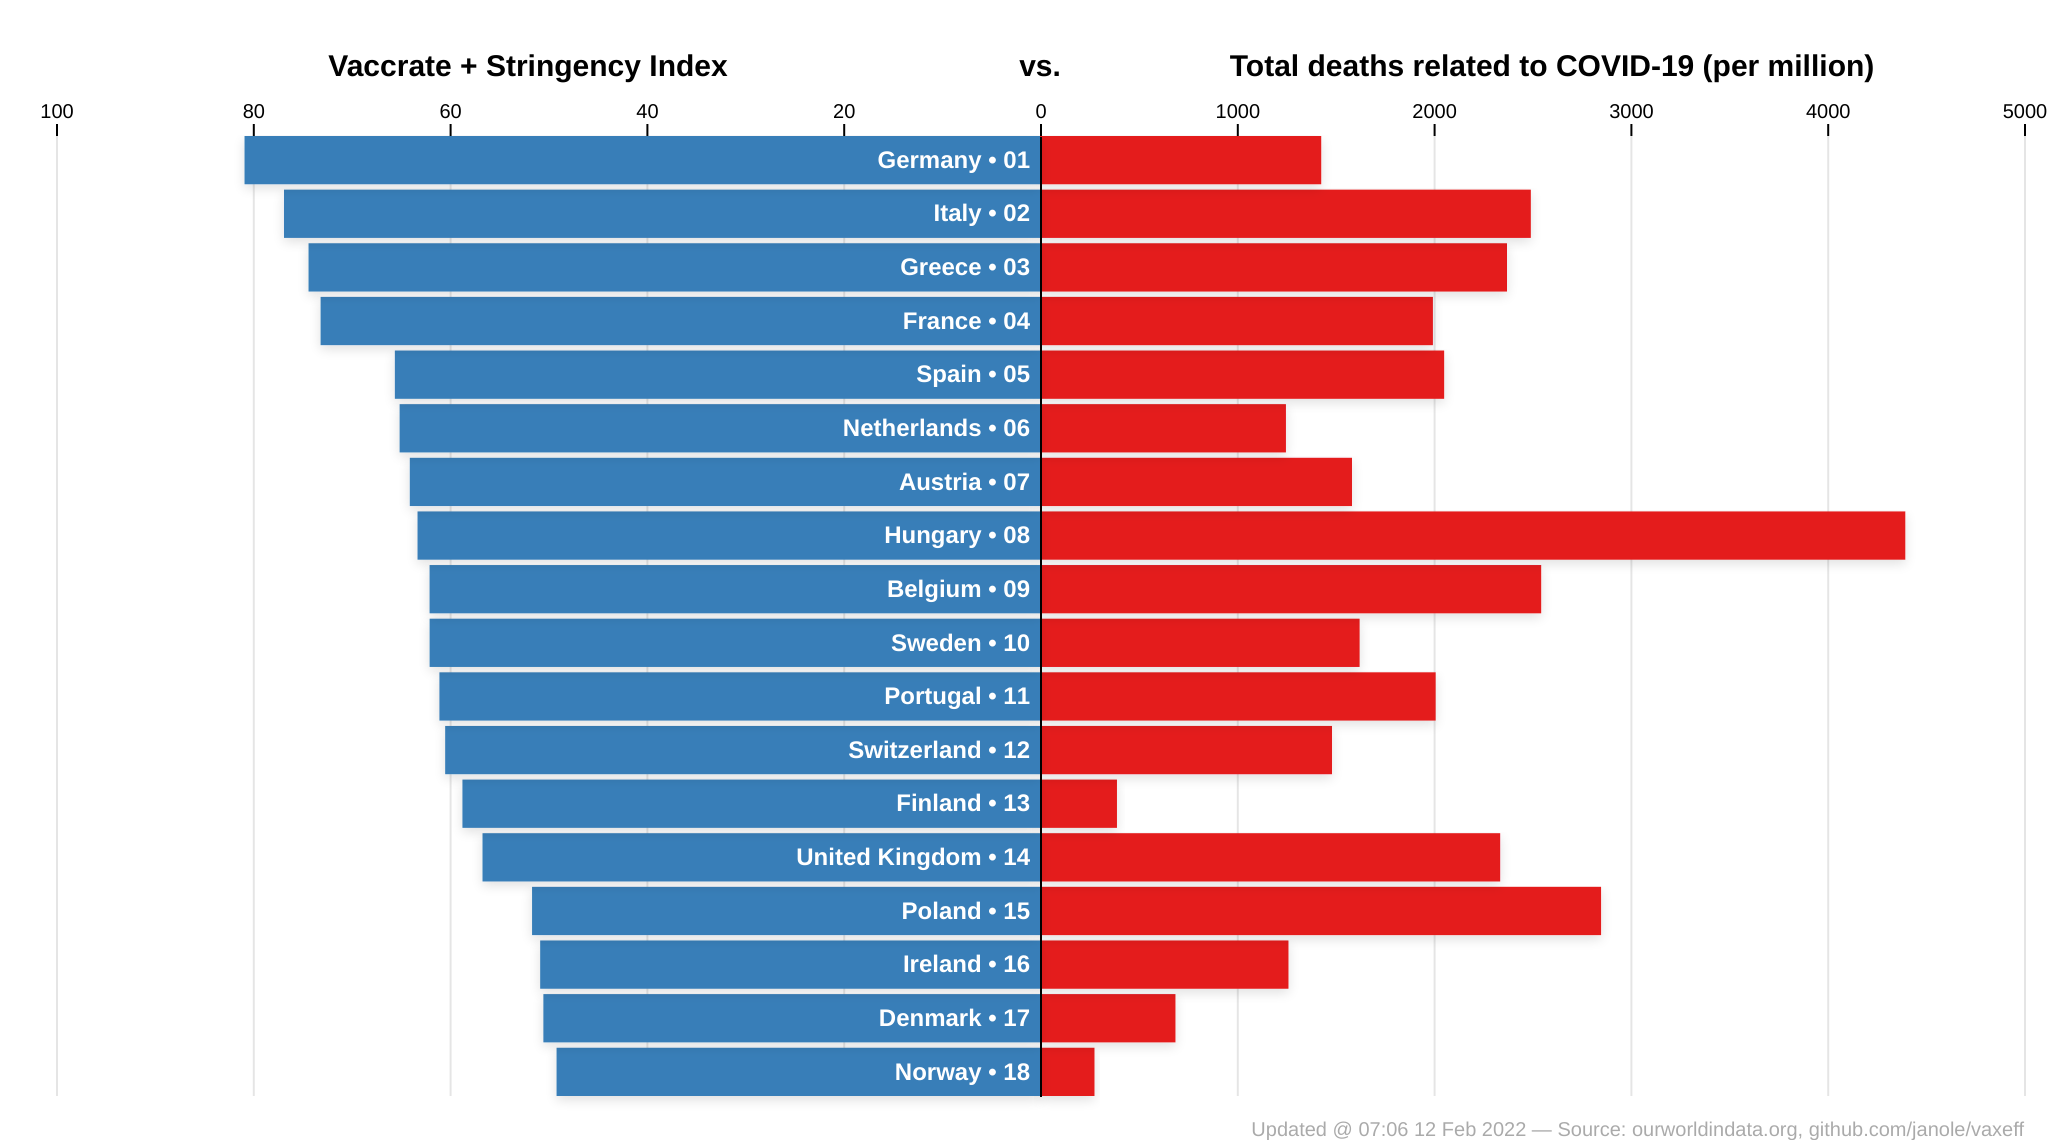 Vaccrate + Stringency Index vs. Total deaths related to COVID-19 (per million)
100 80 60 40 20 0 1000 2000 3000 4000 5000
Germany • 01
Italy • 02
Greece • 03
France • 04
Spain • 05
Netherlands • 06
Austria • 07
Hungary • 08
Belgium • 09
Sweden • 10
Portugal • 11
Switzerland • 12
Finland • 13
United Kingdom • 14
Poland • 15
Ireland • 16
Denmark • 17
Norway • 18
Updated @ 07:06 12 Feb 2022 — Source: ourworldindata.org, github.com/janole/vaxeff